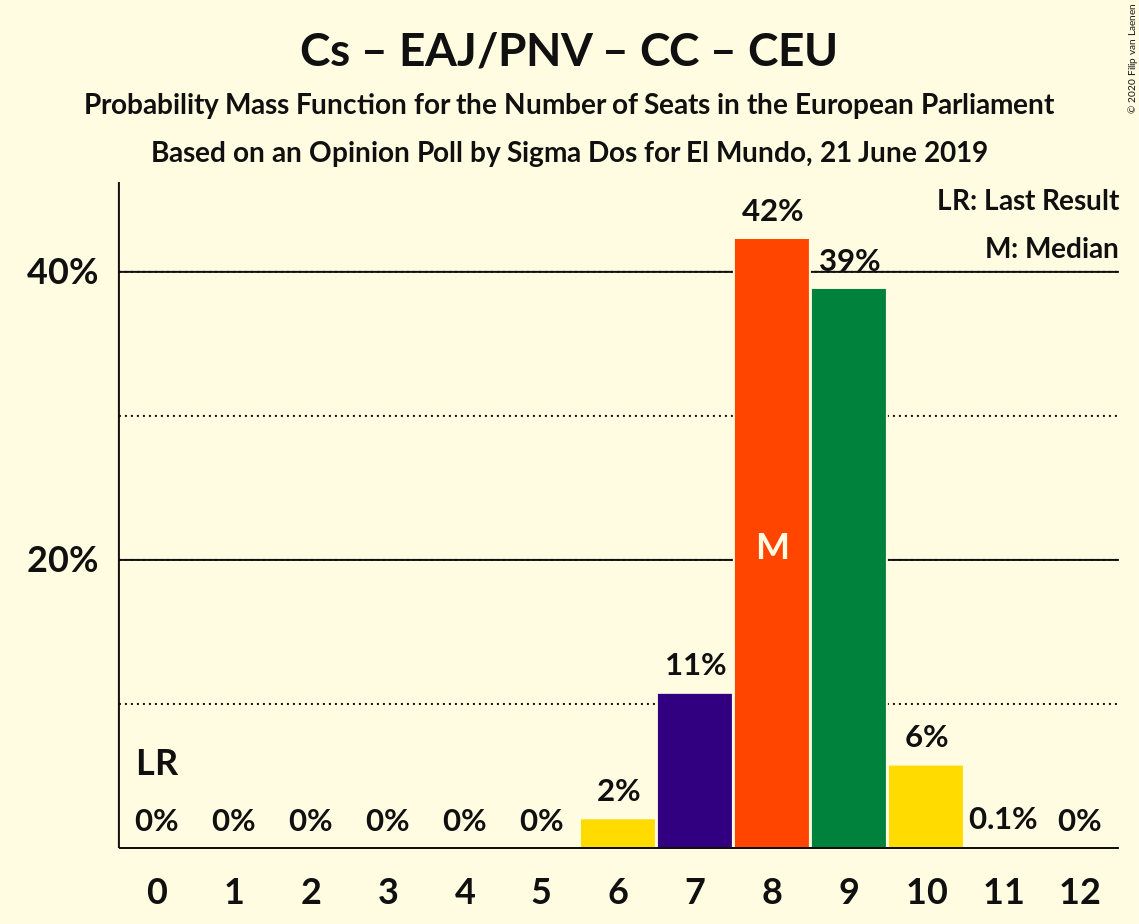 Cs – EAJ/PNV – CC – CEU
Probability Mass Function for the Number of Seats in the European Parliament
Based on an Opinion Poll by Sigma Dos for El Mundo, 21 June 2019
© 2020 Filip van Laenen
LR: Last Result
M: Median
42%
39%
40%
M
20%
11%
6%
LR
2%
0% 0% 0% 0% 0% 0% 0.1% 0%
0 1 2 3 4 5 6 7 8 9 10 11 12